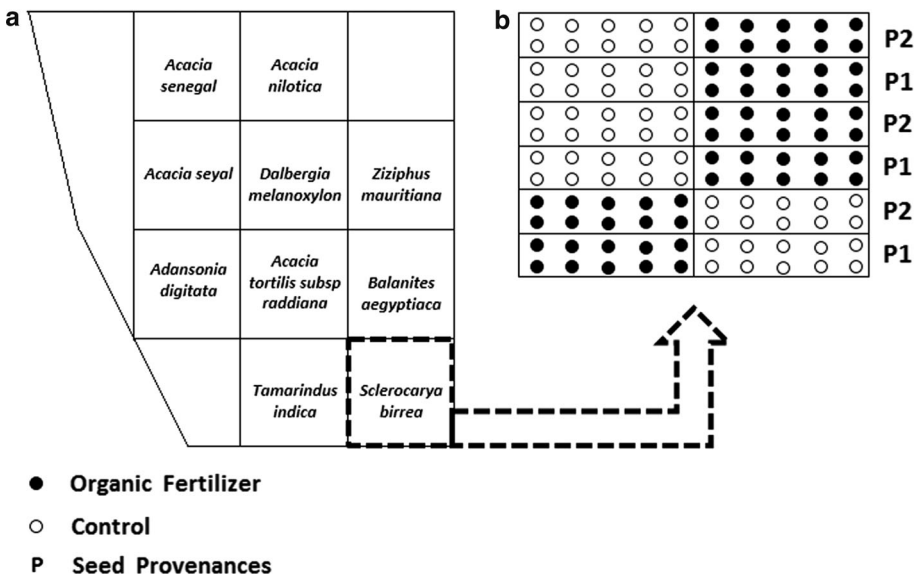 a
Acacia
senegal
Acacia
nilotica
Acacia seyal
Dalbergia
melanoxylon
Ziziphus
mauritiana
Adansonia
digitata
Acacia
tortilis subsp
raddiana
Balanites
aegyptiaca
Tamarindus
indica
Sclerocarya
birrea
b
P2
P1
P2
P1
P2
P1
Organic Fertilizer
Control
P Seed Provenances